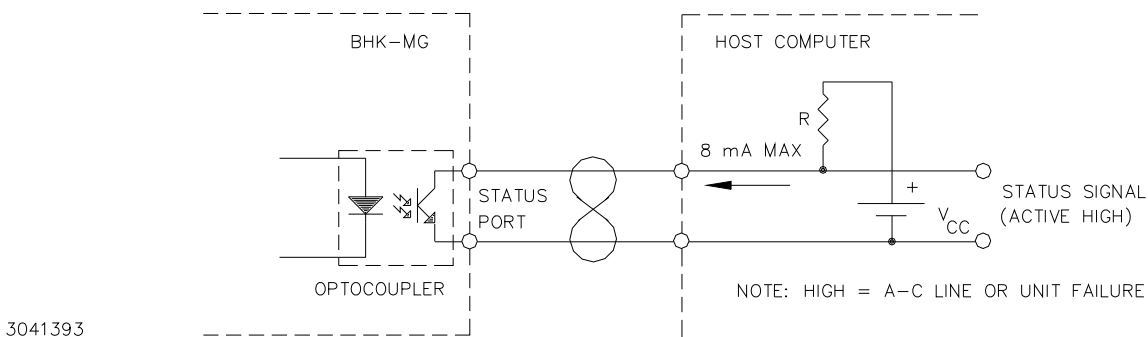 BHK-MG
HOST COMPUTER
R
8 mA MAX
+
STATUS
PORT
V
CC
STATUS SIGNAL
(ACTIVE HIGH)
OPTOCOUPLER
NOTE: HIGH = A-C LINE OR UNIT FAILURE
3041393